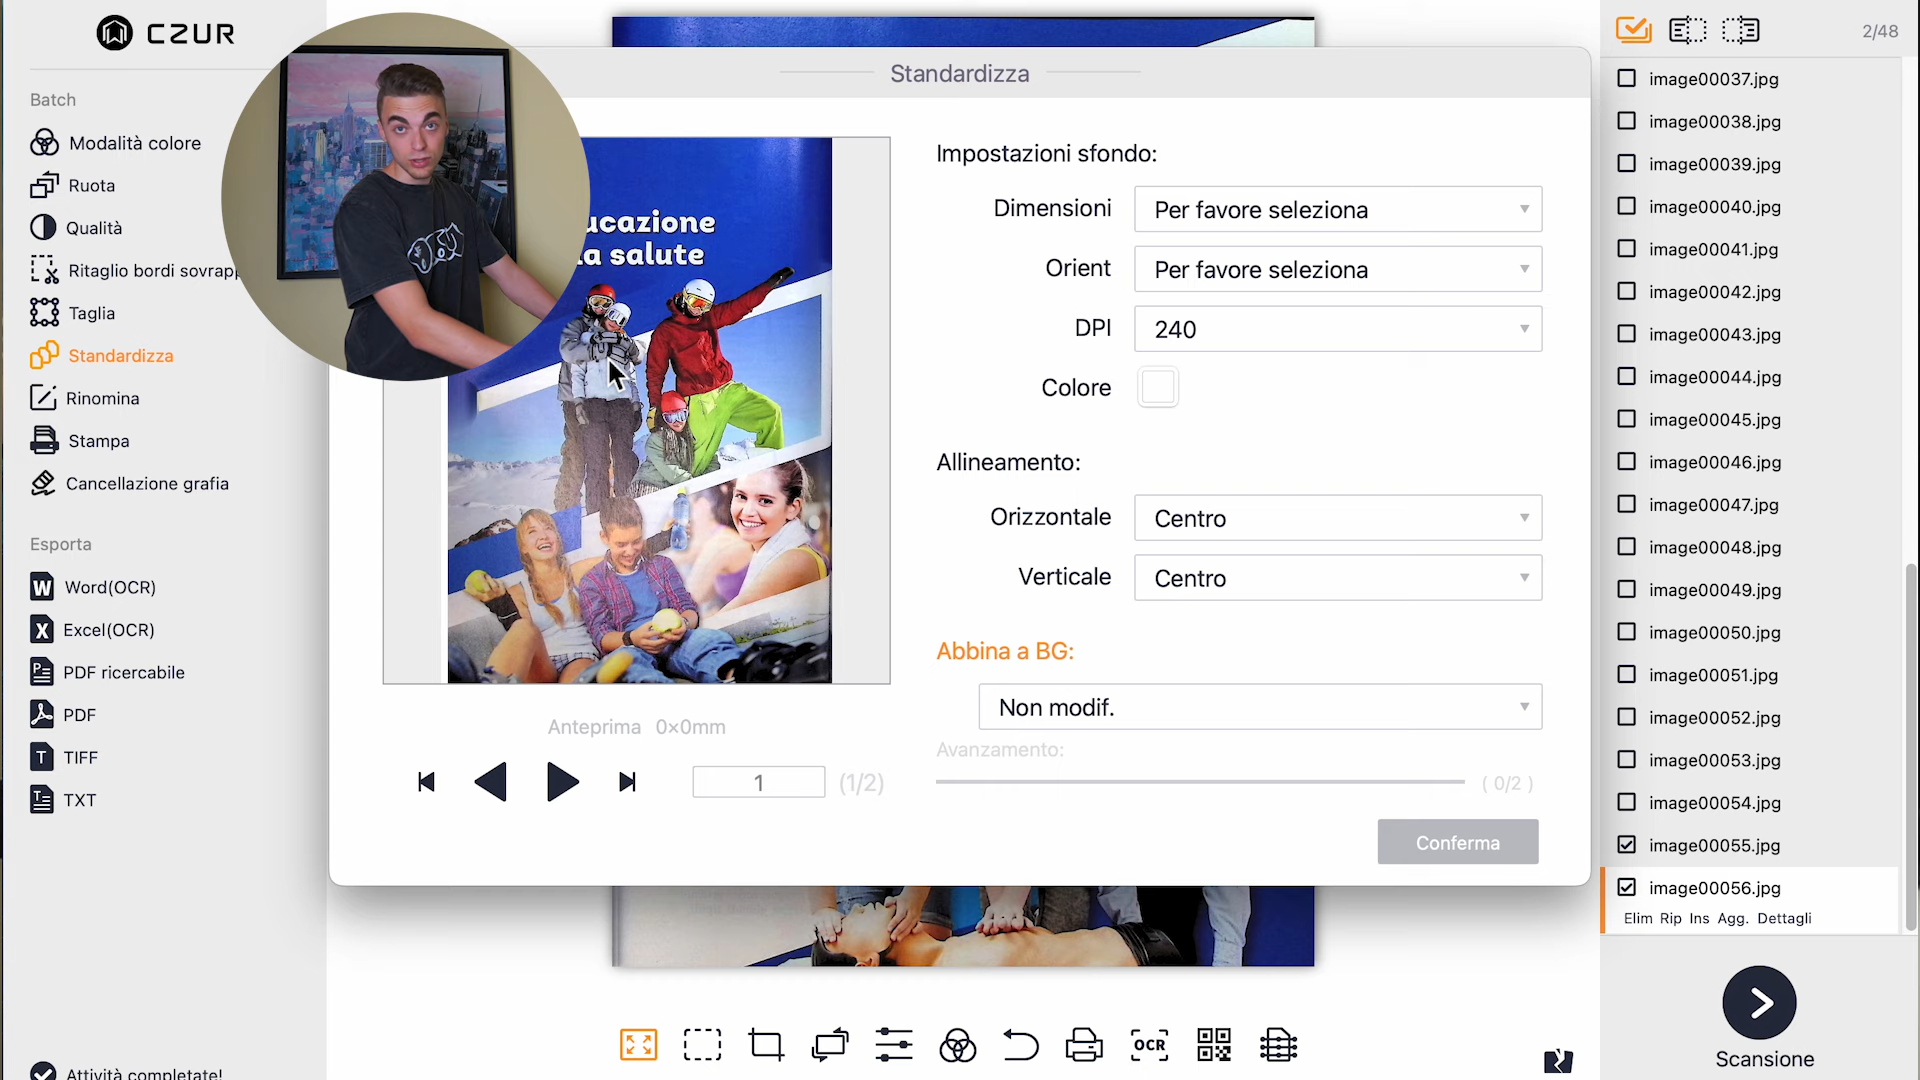 CZUR
Batch
Modalità colore
Ruota
Qualità
Ritaglio bordi sovrapp
Taglia
Standardizza
Rinomina
Stampa
Cancellazione grafia
Esporta
Word(OCR)
Excel(OCR)
PDF ricercabile
PDF
TIFF
TXT
Attività completate!
Standardizza
ucazione
la salute
Anteprima 0×0mm
1 (1/2)
Impostazioni sfondo:
Dimensioni Per favore seleziona
Orient Per favore seleziona
DPI 240
Colore
Allineamento:
Orizzontale Centro
Verticale Centro
Abbina a BG:
Non modif.
Avanzamento:
( 0/2 )
Conferma
OCR
2/48
image00037.jpg
image00038.jpg
image00039.jpg
image00040.jpg
image00041.jpg
image00042.jpg
image00043.jpg
image00044.jpg
image00045.jpg
image00046.jpg
image00047.jpg
image00048.jpg
image00049.jpg
image00050.jpg
image00051.jpg
image00052.jpg
image00053.jpg
image00054.jpg
image00055.jpg
image00056.jpg
Elim Rip Ins Agg. Dettagli
Scansione